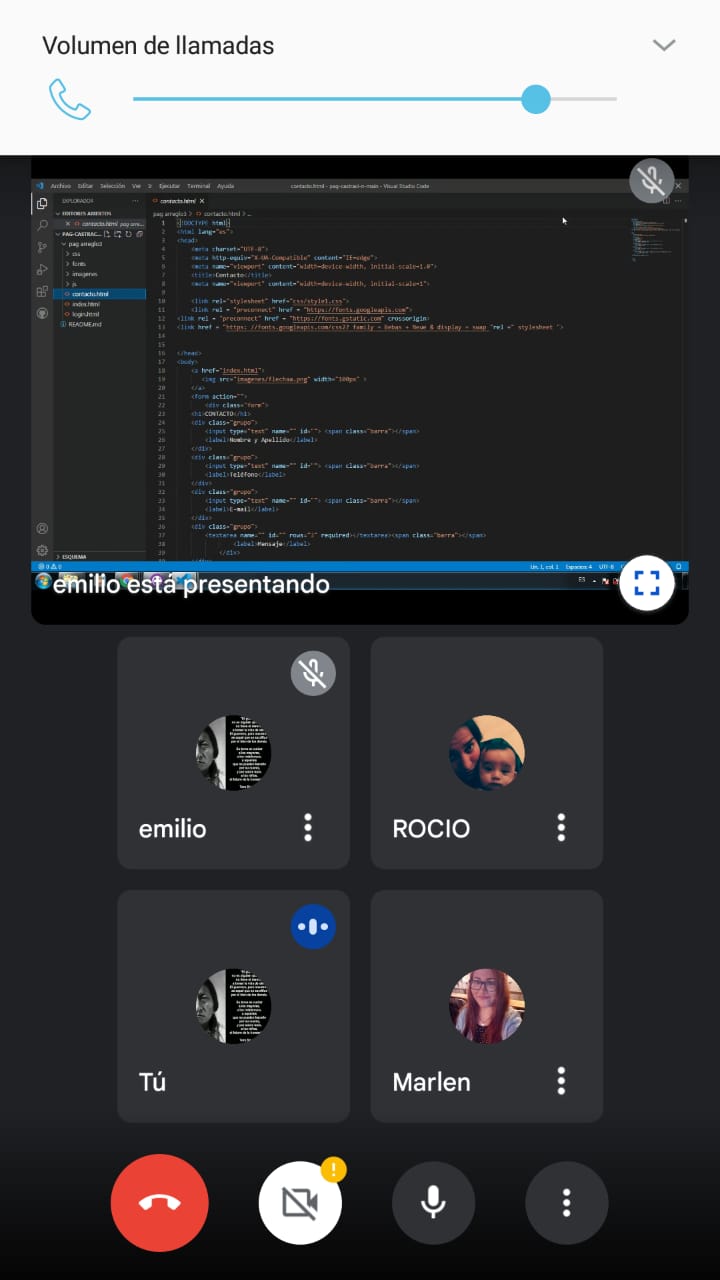 Volumen de llamadas
Archivo Editar Selección Ver Ejecutar Terminal Ayuda
contacto.html - pag-castraci-n-main - Visual Studio Code
EXPLORADOR
EDITORES ABIERTOS
contacto.html pag arre...
PAG-CASTRAC...
pag arreglo3
css
fonts
imagenes
js
contacto.html
index.html
login.html
README.md
ESQUEMA
contacto.html
pag arreglo3 > contacto.html > ...
1 <!DOCTYPE html>
2 <html lang="es">
3 <head>
4 <meta charset="UTF-8">
5 <meta http-equiv="X-UA-Compatible" content="IE=edge">
6 <meta name="viewport" content="width=device-width, initial-scale=1.0">
7 <title>Contacto</title>
8 <meta name="viewport" content="width=device-width, initial-scale=1">
9
10 <link rel="stylesheet" href="css/style1.css">
11 <link rel = "preconnect" href = "https://fonts.googleapis.com">
12 <link rel = "preconnect" href = "https://fonts.gstatic.com" crossorigin>
13 <link href = "https: //fonts.googleapis.com/css2? family = Bebas + Neue & display = swap "rel =" stylesheet ">
14
15
16 </head>
17 <body>
18 <a href="index.html">
19 <img src="imagenes/flechaa.png" width="100px" >
20 </a>
21 <form action="">
22 <div class="form">
23 <h1>CONTACTO</h1>
24 <div class="grupo">
25 <input type="text" name="" id=""> <span class="barra"></span>
26 <label>Nombre y Apellido</label>
27 </div>
28 <div class="grupo">
29 <input type="text" name="" id=""> <span class="barra"></span>
30 <label>Teléfono</label>
31 </div>
32 <div class="grupo">
33 <input type="text" name="" id=""> <span class="barra"></span>
34 <label>E-mail</label>
35 </div>
36 <div class="grupo">
37 <textarea name="" id="" rows="3" required></textarea><span class="barra"></span>
38 <label>Mensaje</label>
39 </div>
0 0
Lín. 1, col. 1 Espacios: 4 UTF-8
ES
emilio está presentando
emilio
ROCIO
Tú
Marlen